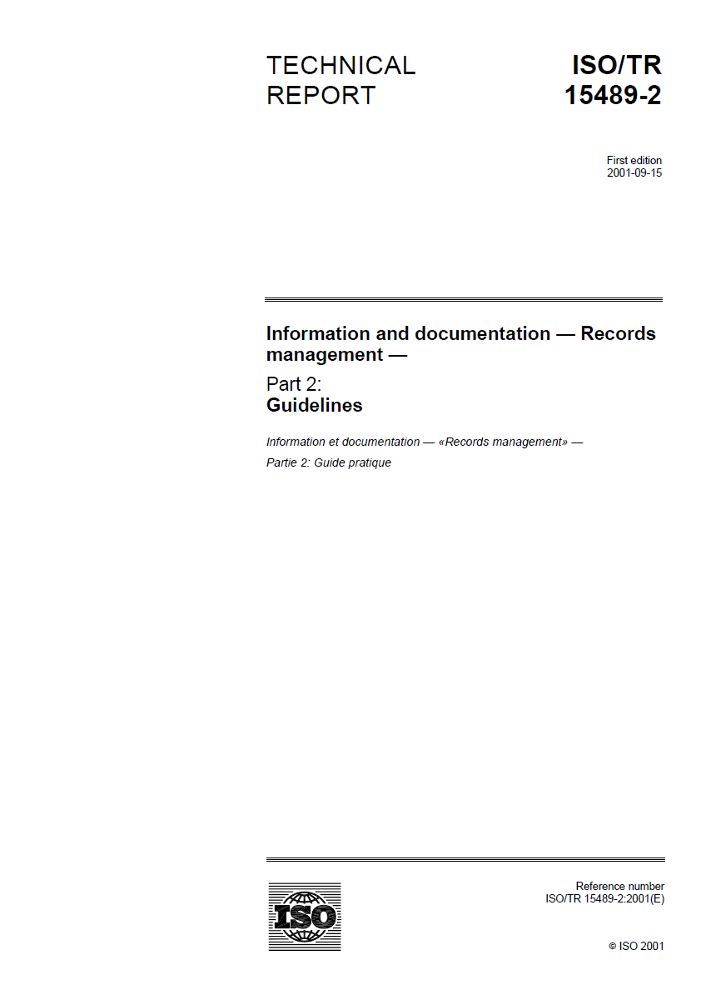 TECHNICAL
REPORT
ISO/TR
15489-2
First edition
2001-09-15
Information and documentation — Records
management —
Part 2:
Guidelines
Information et documentation — «Records management» —
Partie 2: Guide pratique
ISO
Reference number
ISO/TR 15489-2:2001(E)
© ISO 2001